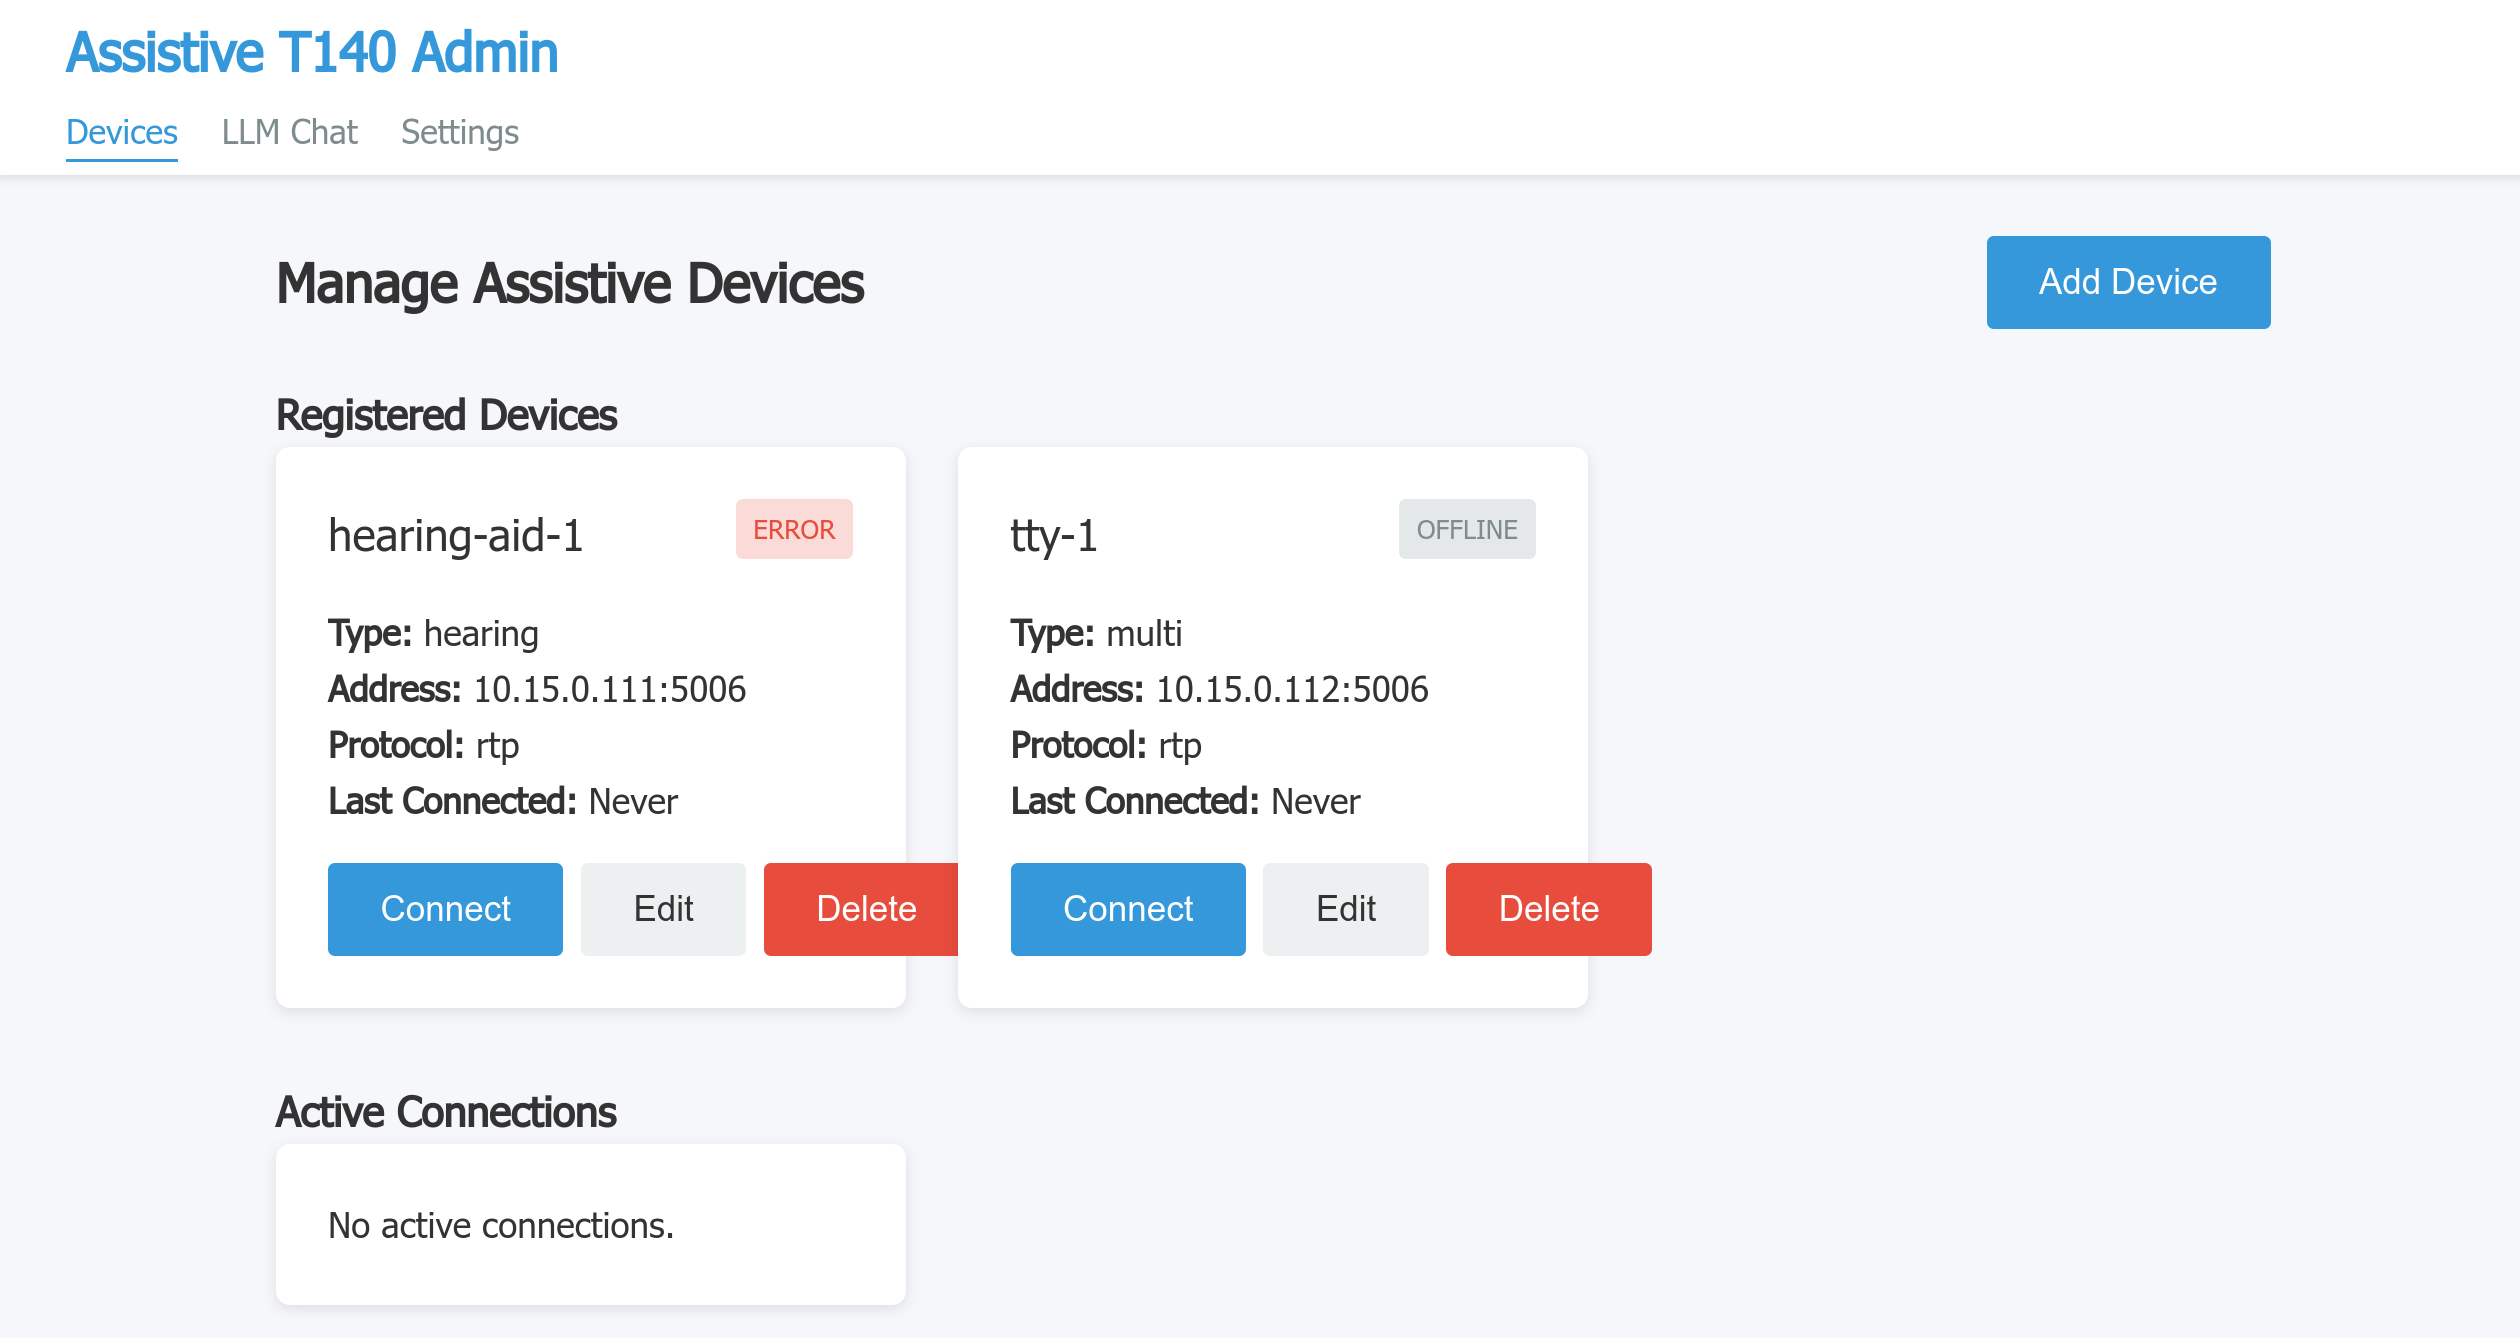 Assistive T140 Admin
Devices LLM Chat Settings
Manage Assistive Devices
Add Device
Registered Devices
hearing-aid-1
ERROR
Type: hearing
Address: 10.15.0.111:5006
Protocol: rtp
Last Connected: Never
Connect Edit Delete
tty-1
OFFLINE
Type: multi
Address: 10.15.0.112:5006
Protocol: rtp
Last Connected: Never
Connect Edit Delete
Active Connections
No active connections.